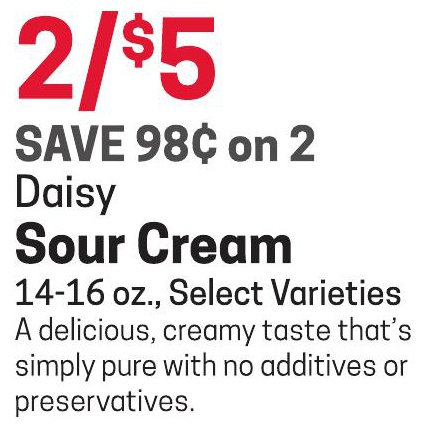 2/$5
SAVE 98¢ on 2
Daisy
Sour Cream
14-16 oz., Select Varieties
A delicious, creamy taste that's
simply pure with no additives or
preservatives.